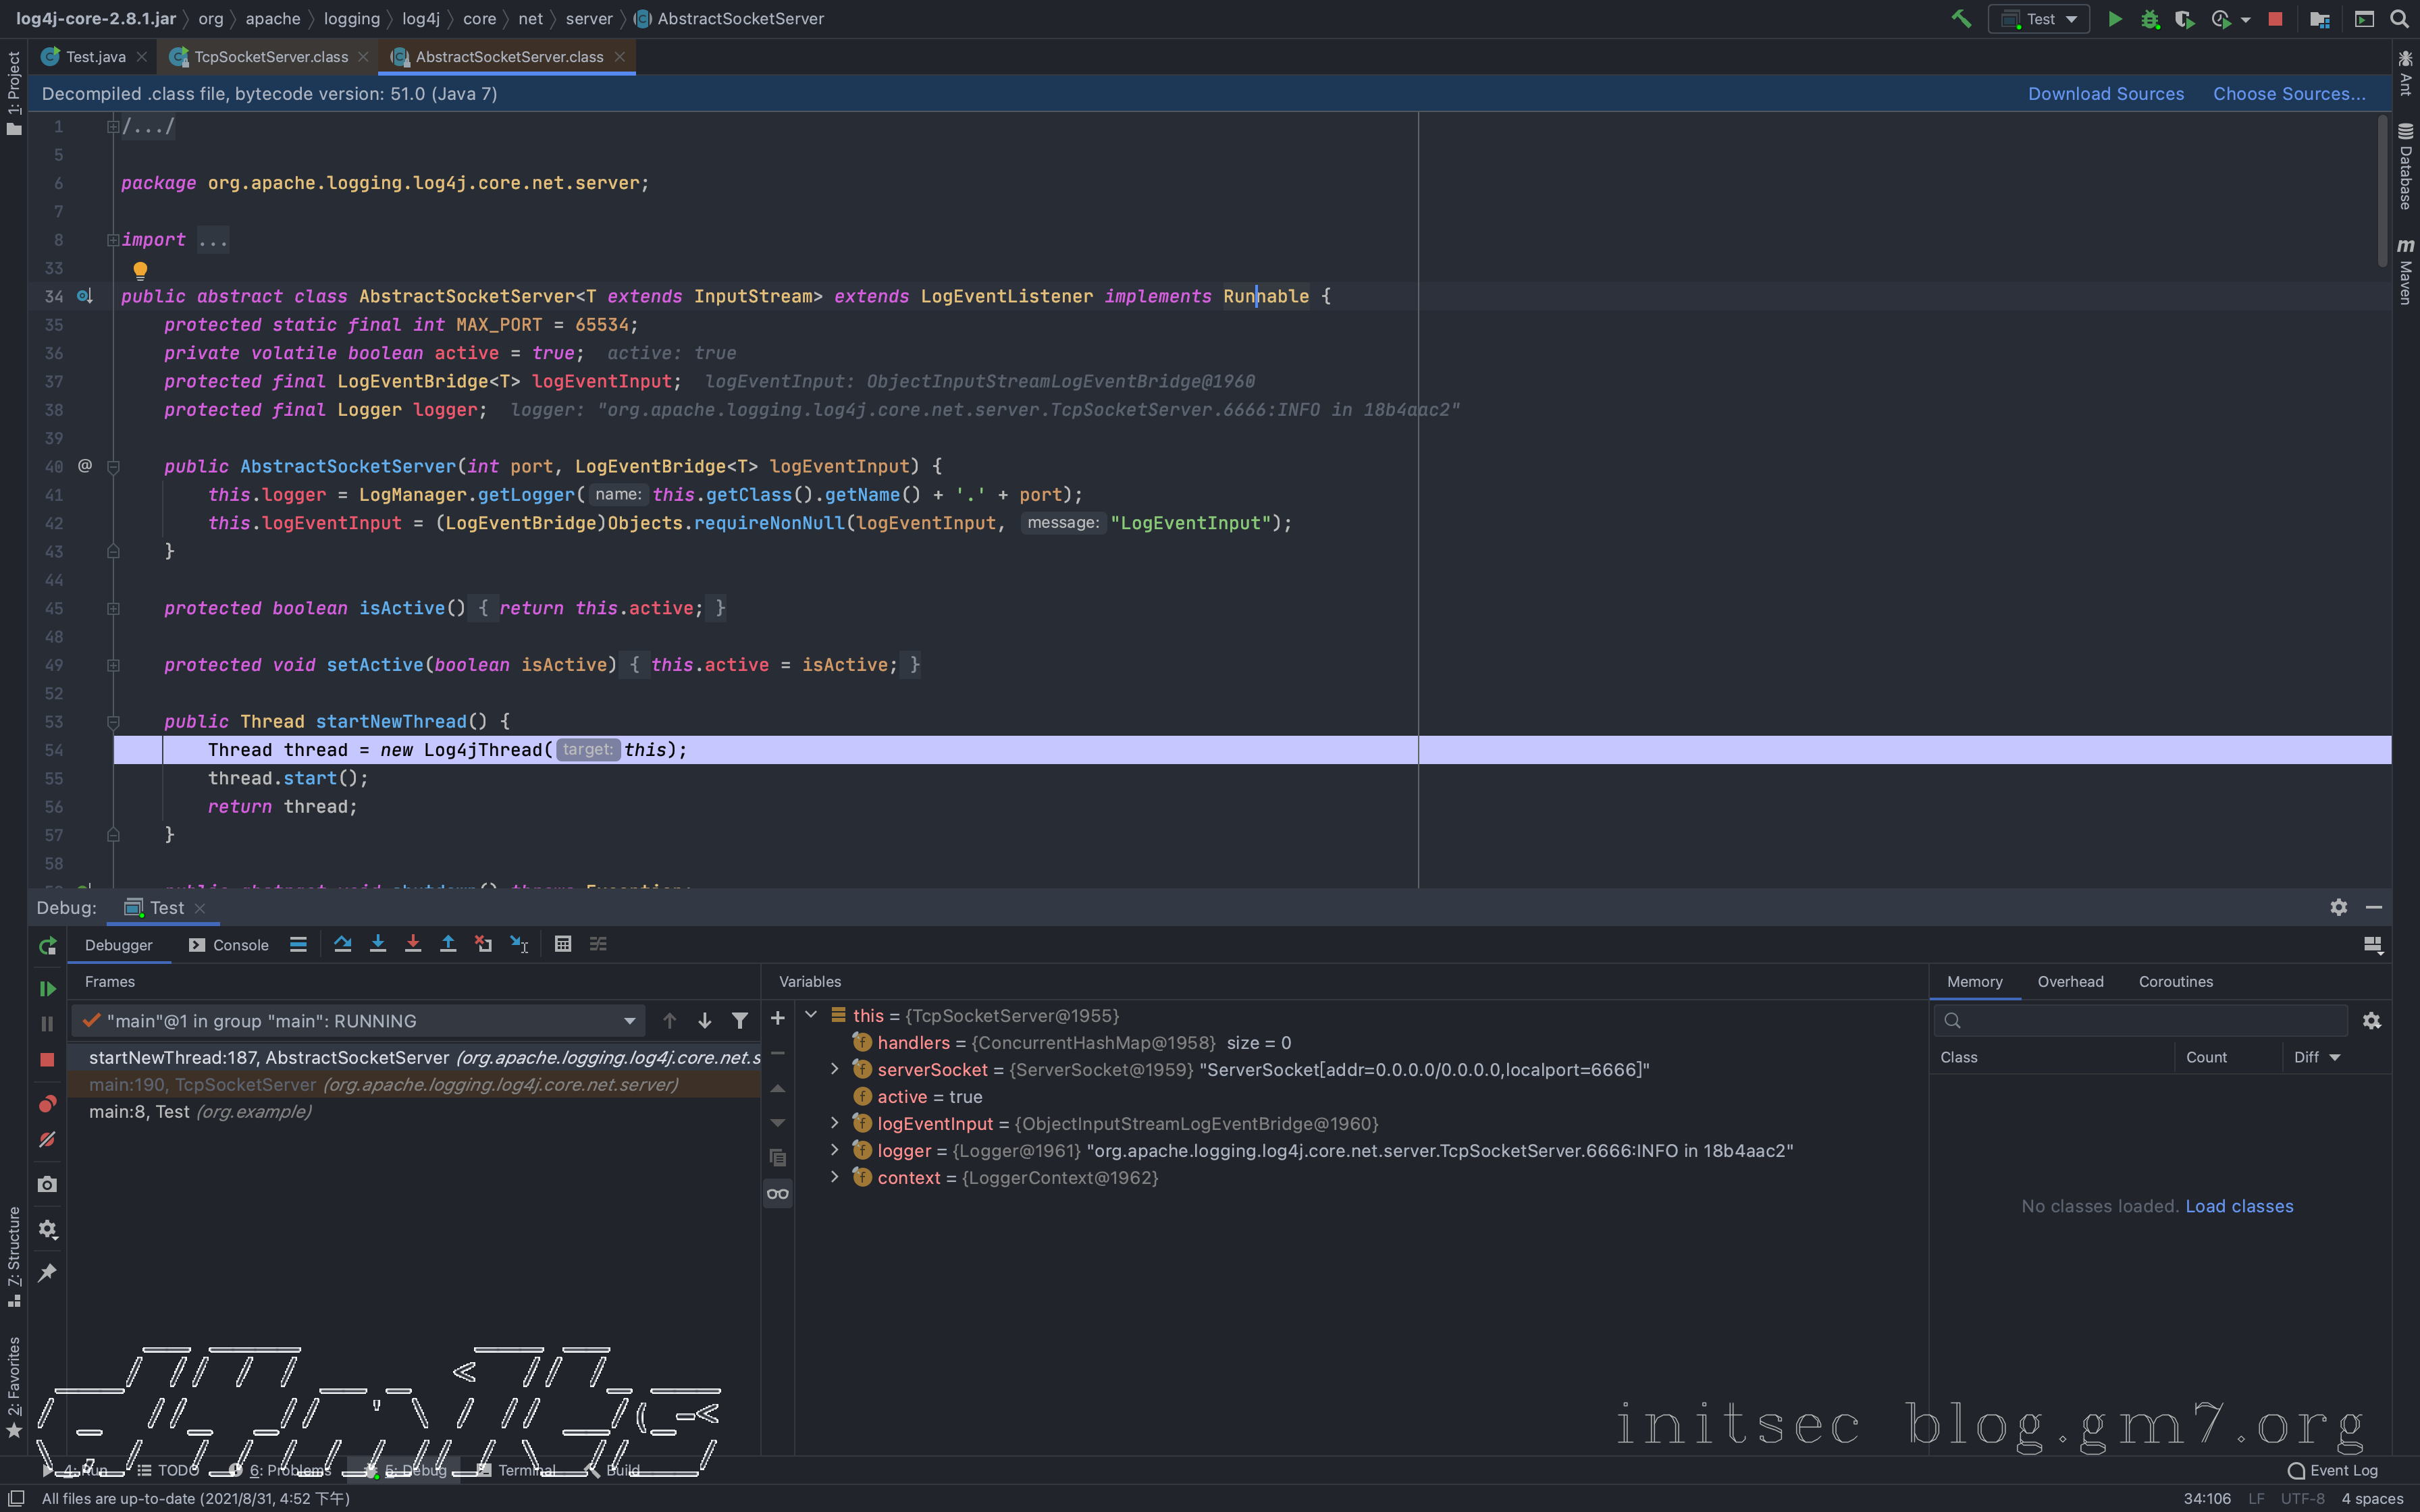 log4j-core-2.8.1.jar 〉 org 〉 apache 〉 logging 〉 log4j 〉 core 〉 net 〉 server 〉 AbstractSocketServer
Test
Test.java
TcpSocketServer.class
AbstractSocketServer.class
Decompiled .class file, bytecode version: 51.0 (Java 7)
Download Sources
Choose Sources...
1: Project
Ant
Database
Maven
1 /.../
5
6 package org.apache.logging.log4j.core.net.server;
7
8 import ...
33
34 public abstract class AbstractSocketServer<T extends InputStream> extends LogEventListener implements Runnable {
35 protected static final int MAX_PORT = 65534;
36 private volatile boolean active = true; active: true
37 protected final LogEventBridge<T> logEventInput; logEventInput: ObjectInputStreamLogEventBridge@1960
38 protected final Logger logger; logger: "org.apache.logging.log4j.core.net.server.TcpSocketServer.6666:INFO in 18b4aac2"
39
40 @ public AbstractSocketServer(int port, LogEventBridge<T> logEventInput) {
41 this.logger = LogManager.getLogger( name: this.getClass().getName() + '.' + port);
42 this.logEventInput = (LogEventBridge)Objects.requireNonNull(logEventInput, message: "LogEventInput");
43 }
44
45 protected boolean isActive() { return this.active; }
48
49 protected void setActive(boolean isActive) { this.active = isActive; }
52
53 public Thread startNewThread() {
54 Thread thread = new Log4jThread( target: this);
55 thread.start();
56 return thread;
57 }
58
Debug:
Test
Debugger
Console
Frames
Variables
Memory
Overhead
Coroutines
"main"@1 in group "main": RUNNING
startNewThread:187, AbstractSocketServer (org.apache.logging.log4j.core.net.s
main:190, TcpSocketServer (org.apache.logging.log4j.core.net.server)
main:8, Test (org.example)
this = {TcpSocketServer@1955}
handlers = {ConcurrentHashMap@1958} size = 0
serverSocket = {ServerSocket@1959} "ServerSocket[addr=0.0.0.0/0.0.0.0,localport=6666]"
active = true
logEventInput = {ObjectInputStreamLogEventBridge@1960}
logger = {Logger@1961} "org.apache.logging.log4j.core.net.server.TcpSocketServer.6666:INFO in 18b4aac2"
context = {LoggerContext@1962}
Class
Count
Diff
No classes loaded. Load classes
7: Structure
2: Favorites
initsec blog.gm7.org
4: Run
TODO
6: Problems
5: Debug
Terminal
Build
Event Log
All files are up-to-date (2021/8/31, 4:52 下午)
34:106
LF
UTF-8
4 spaces